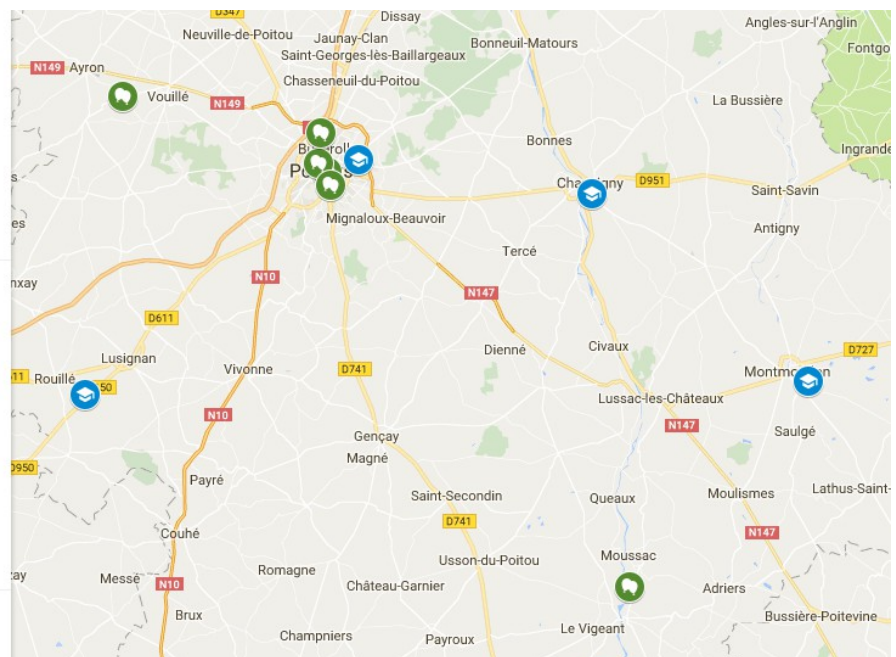 D347
Dissay
Angles-sur-l'Anglin
Neuville-de-Poitou
Jaunay-Clan
Bonneuil-Matours
Saint-Georges-lès-Baillargeaux
Fontgo
N149
Ayron
Chasseneuil-du-Poitou
Vouillé
N149
La Bussière
Bonnes
Ingrande
D951
Saint-Savin
es
Mignaloux-Beauvoir
Antigny
Tercé
nxay
N10
N147
D611
Dienné
Civaux
D727
Lusignan
Vivonne
D741
Rouillé
Lussac-les-Châteaux
N10
N147
Gençay
Saulgé
Magné
D950
Payré
Saint-Secondin
Queaux
Moulismes
Lathus-Saint-
D741
Couhé
N147
Usson-du-Poitou
Moussac
Romagne
zay
Messé
N10
Château-Garnier
Adriers
Brux
Bussière-Poitevine
Champniers
Payroux
Le Vigeant